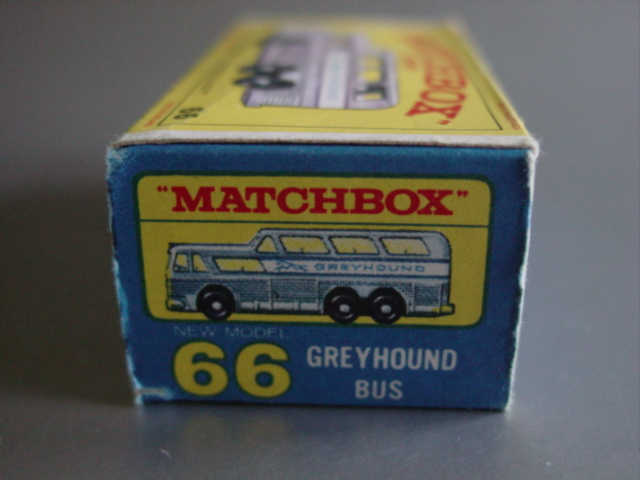 "MATCHBOX"
GREYHOUND
NEW MODEL
66
GREYHOUND
BUS
"MATCHBOX"
66